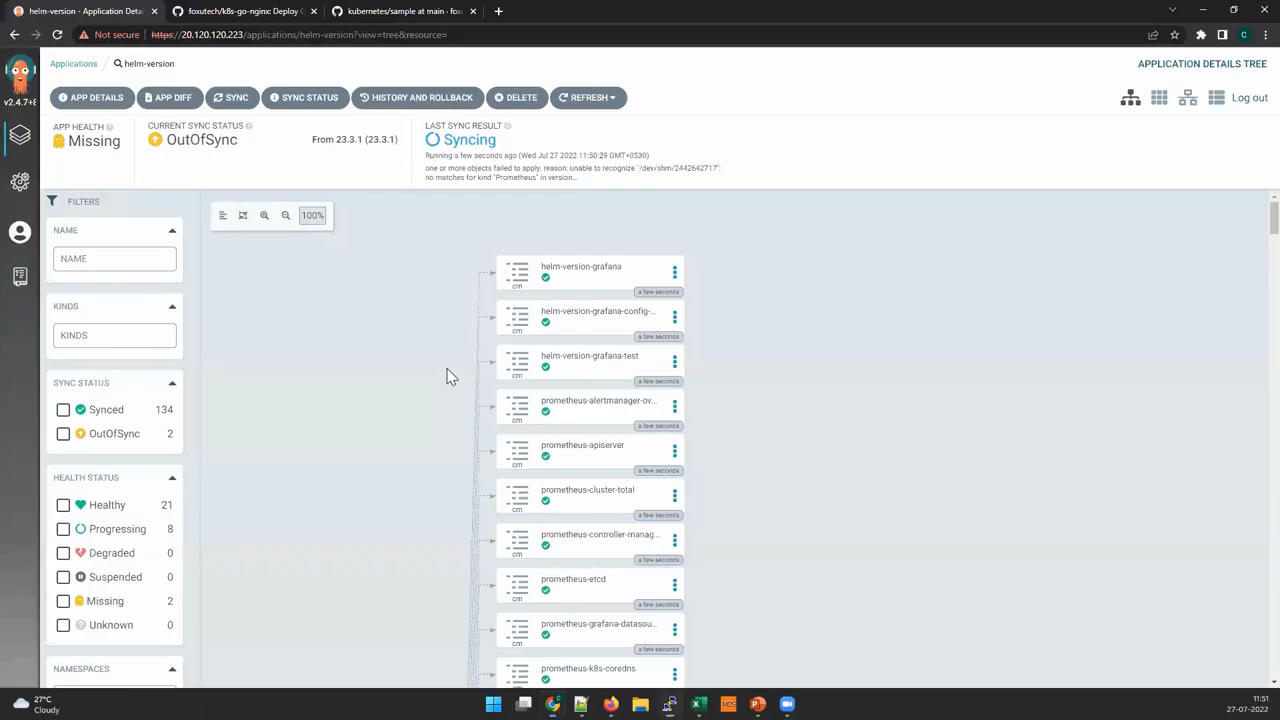 helm-version - Application Detai
foxutech/k8s-go-nginx Deploy G
kubernetes/sample at main · fox
Not secure
https://20.120.120.223/applications/helm-version?view=tree&resource=
C
v2.4.7+6
Applications / helm-version
APPLICATION DETAILS TREE
APP DETAILS
APP DIFF
SYNC
SYNC STATUS
HISTORY AND ROLLBACK
DELETE
REFRESH
Log out
APP HEALTH
Missing
CURRENT SYNC STATUS
OutOfSync
From 23.3.1 (23.3.1)
LAST SYNC RESULT
Syncing
Running a few seconds ago (Wed Jul 27 2022 11:50:29 GMT+0530)
one or more objects failed to apply, reason: unable to recognize "/dev/shm/2442642717":
no matches for kind "Prometheus" in version...
FILTERS
NAME
NAME
KINDS
KINDS
SYNC STATUS
Synced 134
OutOfSync 2
HEALTH STATUS
Healthy 21
Progressing 8
Degraded 0
Suspended 0
Missing 2
Unknown 0
NAMESPACES
100%
helm-version-grafana
cm
a few seconds
helm-version-grafana-config-...
cm
a few seconds
helm-version-grafana-test
cm
a few seconds
prometheus-alertmanager-ov...
cm
a few seconds
prometheus-apiserver
cm
a few seconds
prometheus-cluster-total
cm
a few seconds
prometheus-controller-manag...
cm
a few seconds
prometheus-etcd
cm
a few seconds
prometheus-grafana-datasou...
cm
a few seconds
prometheus-k8s-coredns
cm
27°C
Cloudy
MDS
11:51
27-07-2022